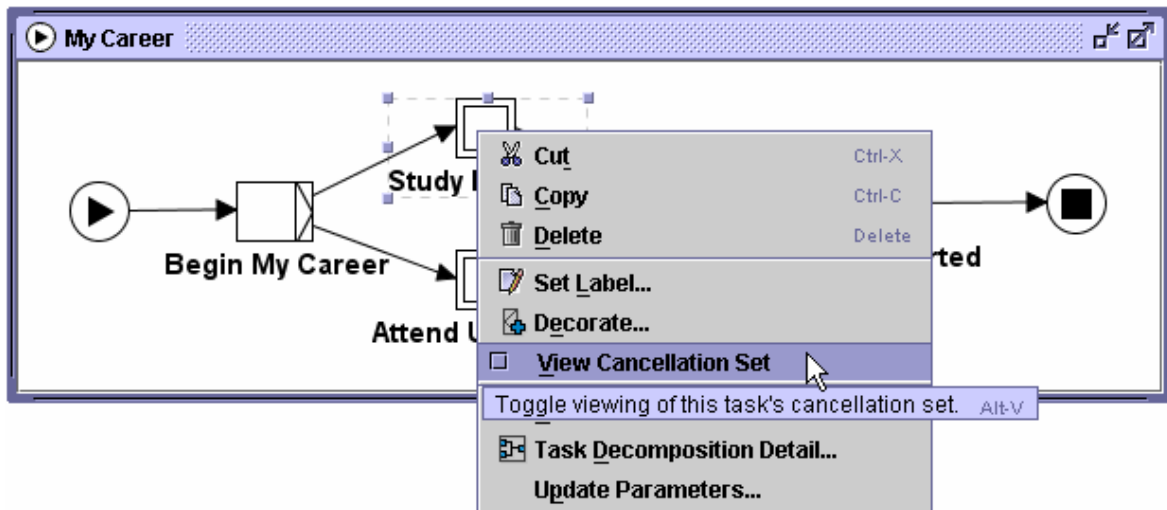 My Career
Cut Ctrl-X
Study
Copy Ctrl-C
Delete Delete
Begin My Career
rted
Set Label...
Attend
Decorate...
View Cancellation Set
Toggle viewing of this task's cancellation set. Alt-V
Task Decomposition Detail...
Update Parameters...